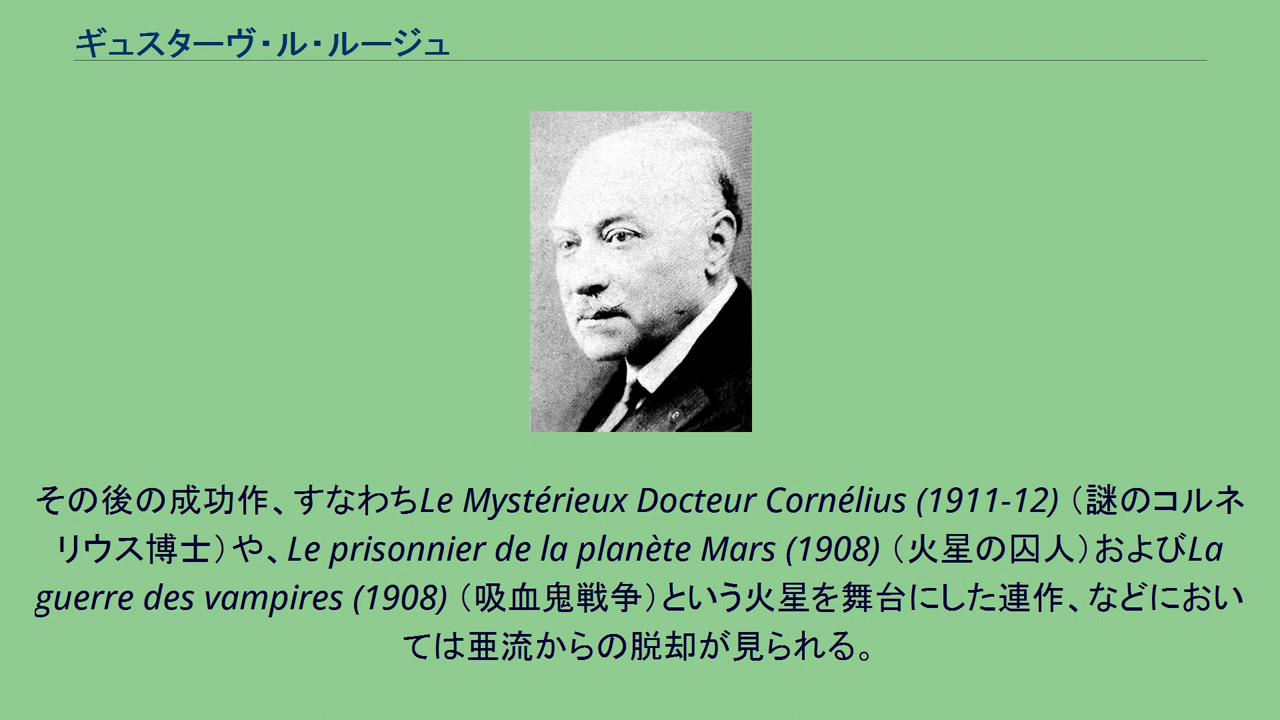 ギュスターヴ・ル・ルージュ
その後の成功作、すなわちLe Mystérieux Docteur Cornélius (1911-12)（謎のコルネ
リウス博士）や、Le prisonnier de la planète Mars (1908)（火星の囚人）およびLa
guerre des vampires (1908)（吸血鬼戦争）という火星を舞台にした連作、などにおい
ては亜流からの脱却が見られる。